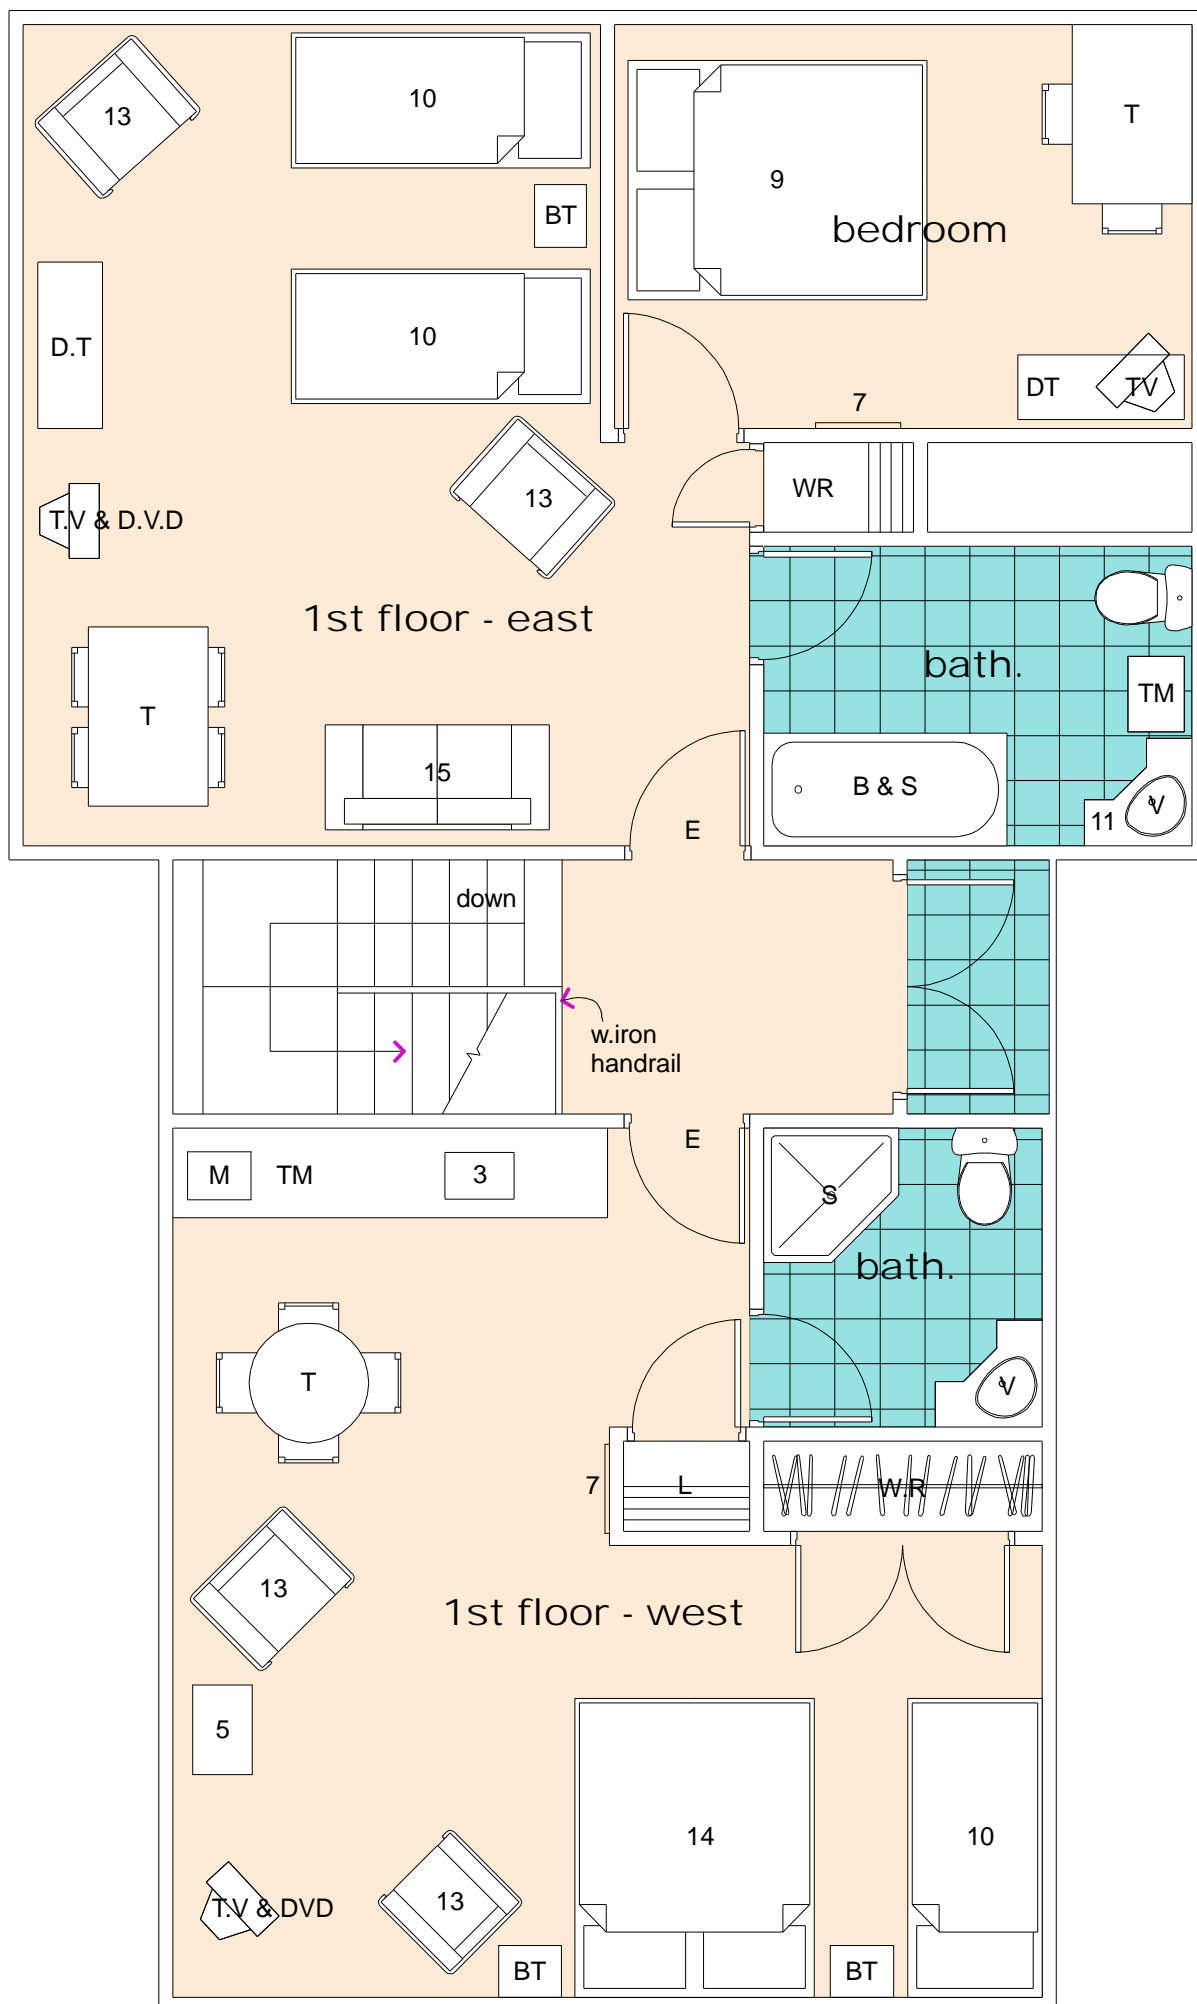 13
10
T
9
BT
bedroom
D.T
10
DT
TV
7
13
WR
T.V & D.V.D
1st floor - east
bath.
TM
T
15
B & S
V
11
E
down
w.iron
handrail
E
M
TM
3
S
bath.
T
V
7
L
W.R
13
1st floor - west
5
14
10
T.V & DVD
13
BT
BT